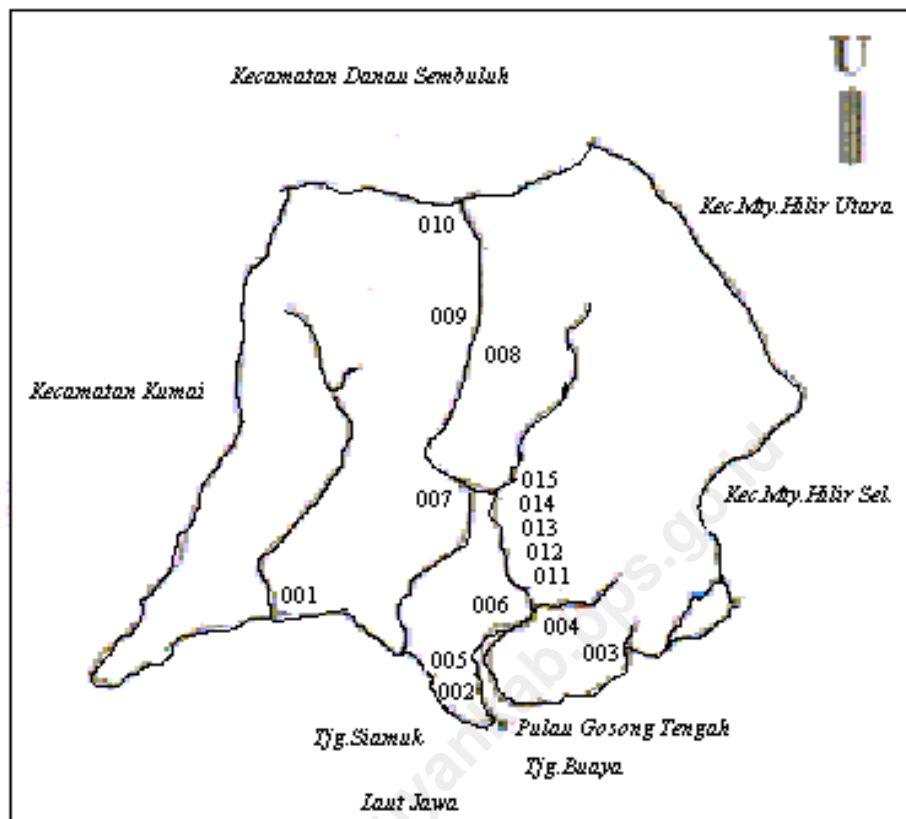 U
Kecamatan Danau Sembuluh
Kec.Mty.Hilir Utara
010
009
008
Kecamatan Kumai
015
Kec.Mty.Hilir Sel.
007
014
013
012
011
001
006
004
003
005
002
Pulau Gosong Tengah
Tjg.Siamuk
Tjg.Buaya
Laut Jawa